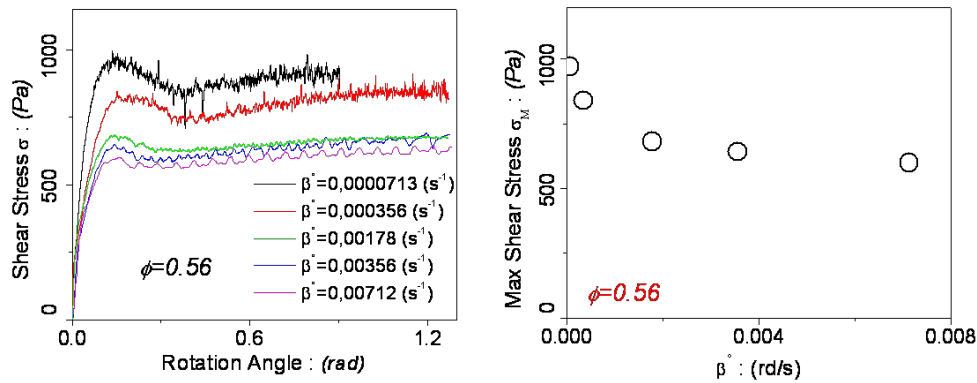 Shear Stress σ : (Pa)
1000
500
0
β°=0,0000713 (s⁻¹)
β°=0,000356 (s⁻¹)
β°=0,00178 (s⁻¹)
β°=0,00356 (s⁻¹)
β°=0,00712 (s⁻¹)
ϕ=0.56
0.0
0.6
1.2
Rotation Angle : (rad)
Max Shear Stress σM : (Pa)
1000
500
0
ϕ=0.56
0.000
0.004
0.008
β° : (rd/s)